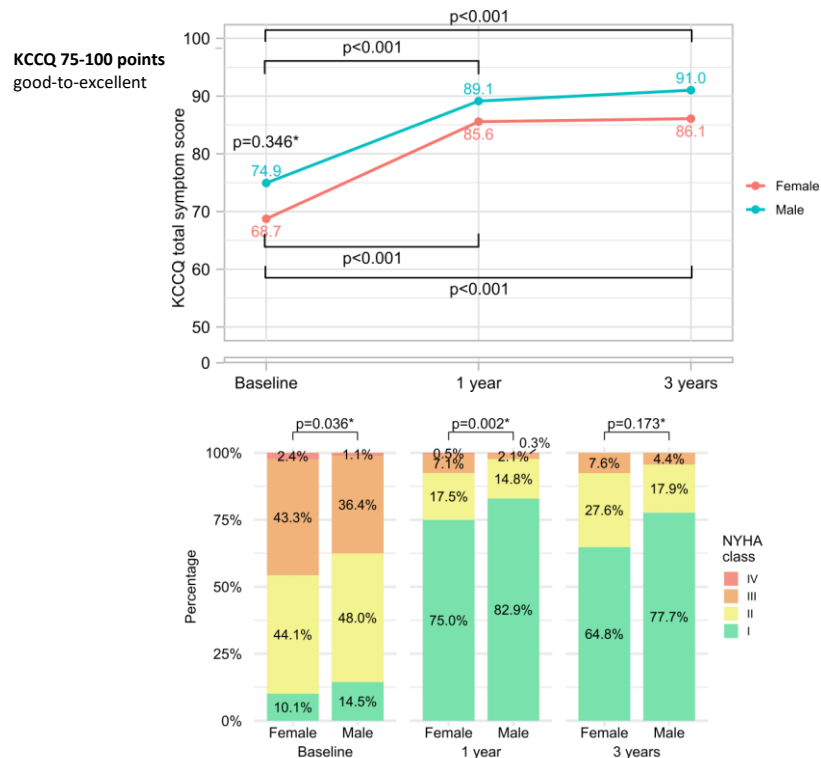 KCCQ 75-100 points
good-to-excellent
KCCQ total symptom score
100
90
80
70
60
50
0
p<0.001
p<0.001
p=0.346*
74.9
68.7
89.1
85.6
91.0
86.1
p<0.001
p<0.001
Baseline
1 year
3 years
Female
Male
Percentage
100%
75%
50%
25%
0%
p=0.036*
2.4%
1.1%
43.3%
36.4%
44.1%
48.0%
10.1%
14.5%
Female
Male
Baseline
p=0.002*
0.3%
0.5%
7.1%
2.1%
17.5%
14.8%
75.0%
82.9%
Female
Male
1 year
p=0.173*
7.6%
4.4%
27.6%
17.9%
64.8%
77.7%
Female
Male
3 years
NYHA
class
IV
III
II
I